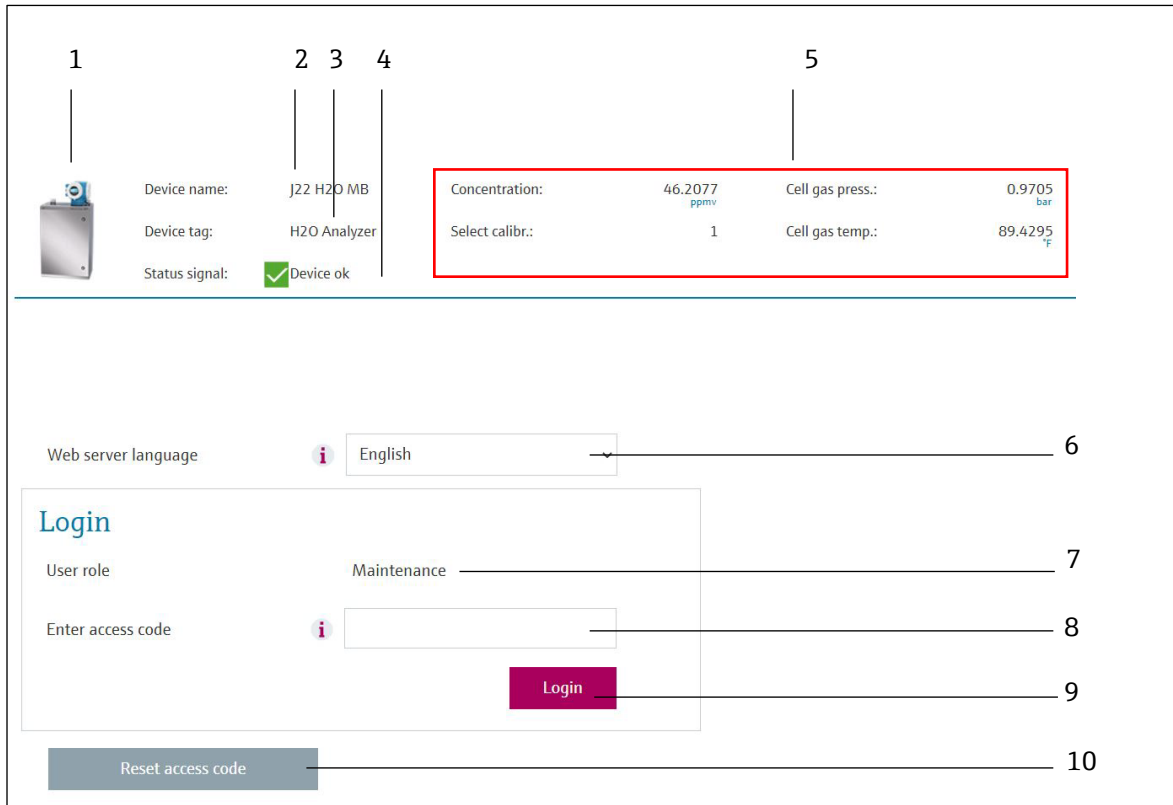 1 2 3 4 5
Device name: J22 H2O MB Concentration: 46.2077 ppmv Cell gas press.: 0.9705 bar
Device tag: H2O Analyzer Select calibr.: 1 Cell gas temp.: 89.4295 °F
Status signal: Device ok
Web server language i English 6
Login
User role Maintenance 7
Enter access code i 8
Login 9
Reset access code 10